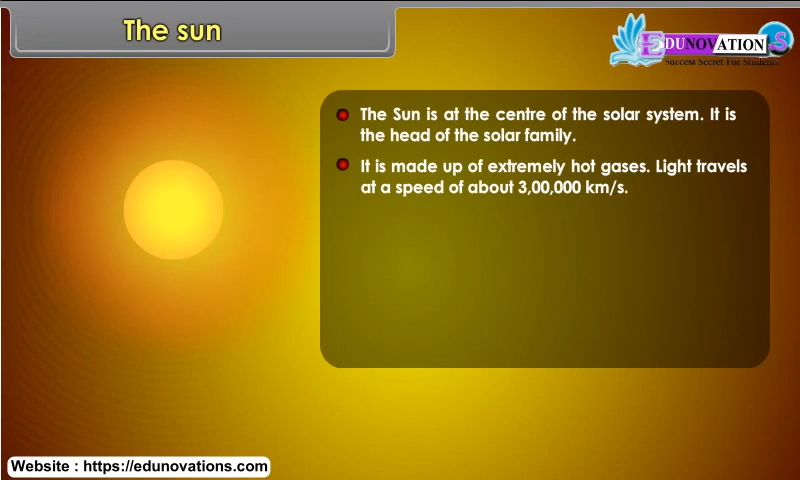 The sun
EDUNOVATIONS
Success Secret For Students
The Sun is at the centre of the solar system. It is
the head of the solar family.
It is made up of extremely hot gases. Light travels
at a speed of about 3,00,000 km/s.
Website : https://edunovations.com